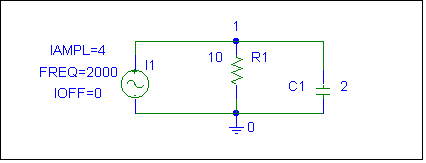 1
IAMPL=4
I1
10 R1
FREQ=2000
IOFF=0
C1 2
0